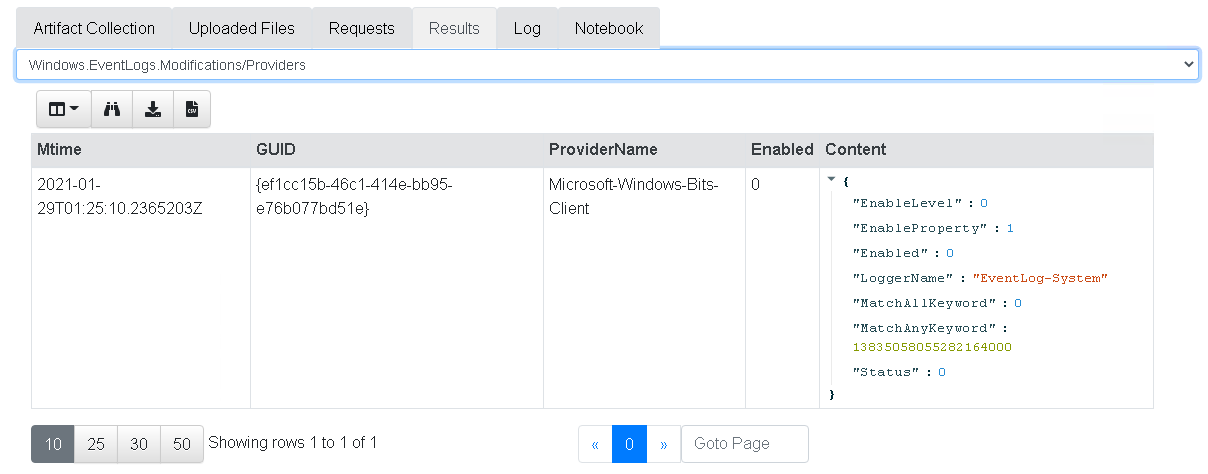 Artifact Collection Uploaded Files Requests Results Log Notebook
Windows.EventLogs.Modifications/Providers
CSV
Mtime GUID ProviderName Enabled Content
2021-01-
29T01:25:10.2365203Z
{ef1cc15b-46c1-414e-bb95-
e76b077bd51e}
Microsoft-Windows-Bits-
Client
0
{
"EnableLevel" : 0
"EnableProperty" : 1
"Enabled" : 0
"LoggerName" : "EventLog-System"
"MatchAllKeyword" : 0
"MatchAnyKeyword" :
13835058055282164000
"Status" : 0
}
10 25 30 50 Showing rows 1 to 1 of 1 « 0 » Goto Page